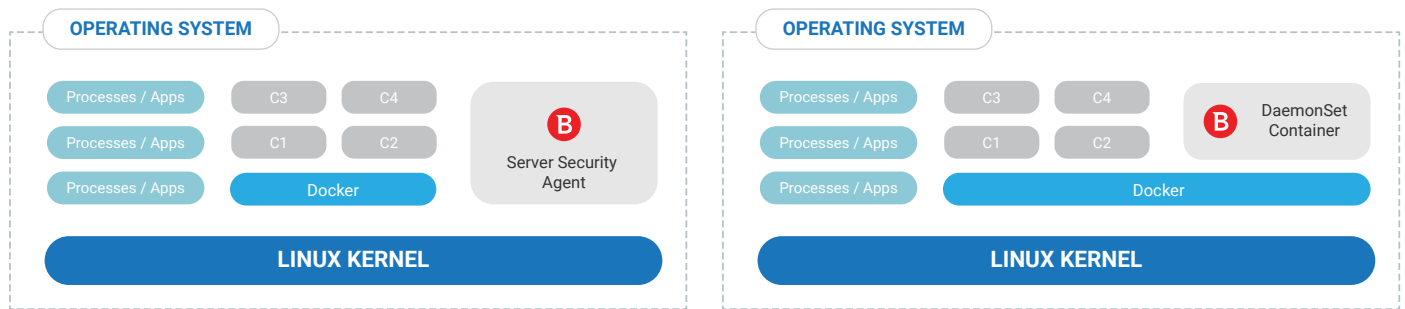 OPERATING SYSTEM
Processes / Apps
C3
C4
Processes / Apps
C1
C2
Processes / Apps
Docker
B
Server Security
Agent
LINUX KERNEL
OPERATING SYSTEM
Processes / Apps
C3
C4
Processes / Apps
C1
C2
B
DaemonSet
Container
Processes / Apps
Docker
LINUX KERNEL